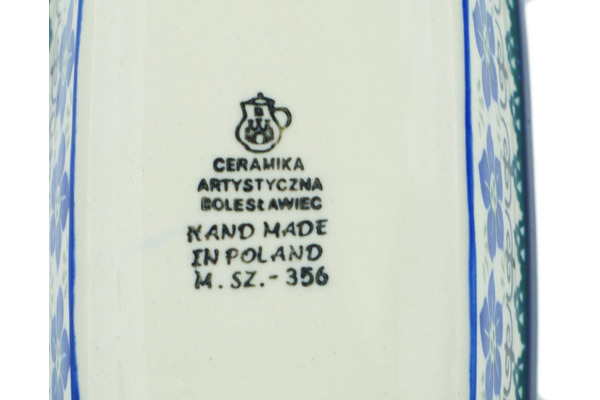 CERAMIKA
ARTYSTYCZNA
BOLESŁAWIEC
HAND MADE
IN POLAND
M. SZ. - 356